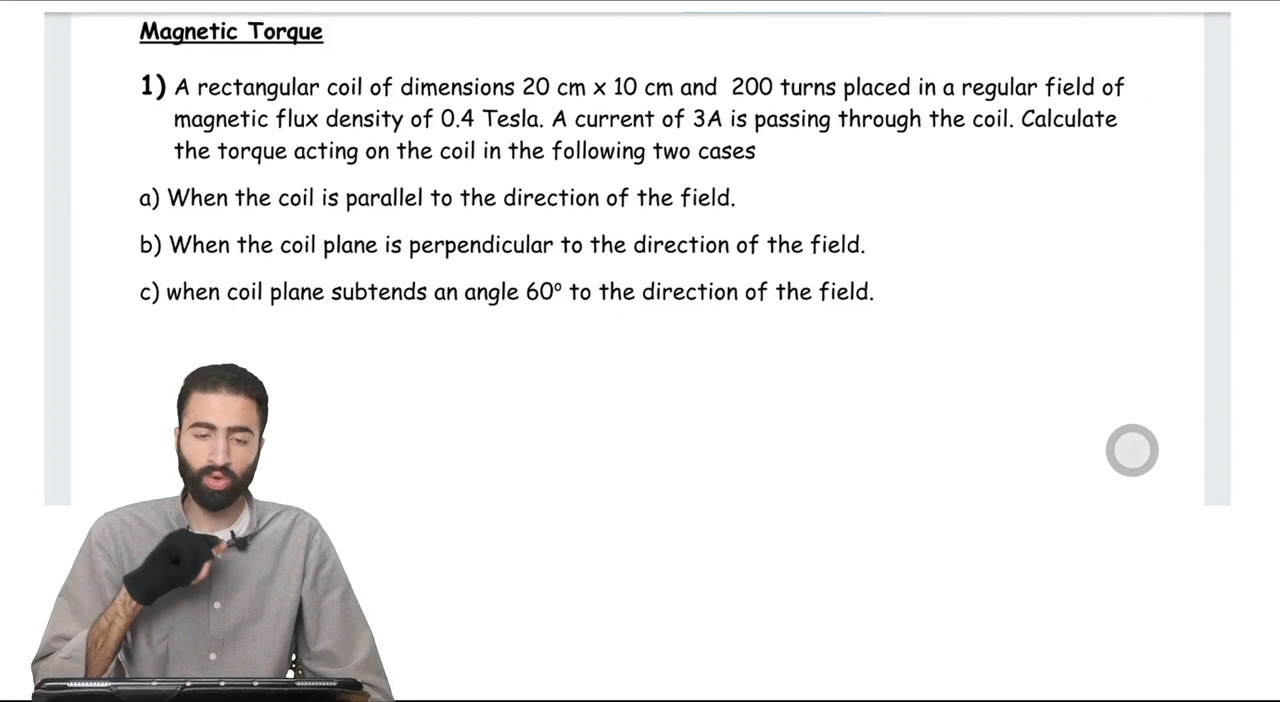 Magnetic Torque
1) A rectangular coil of dimensions 20 cm x 10 cm and 200 turns placed in a regular field of
magnetic flux density of 0.4 Tesla. A current of 3A is passing through the coil. Calculate
the torque acting on the coil in the following two cases
a) When the coil is parallel to the direction of the field.
b) When the coil plane is perpendicular to the direction of the field.
c) when coil plane subtends an angle 60º to the direction of the field.